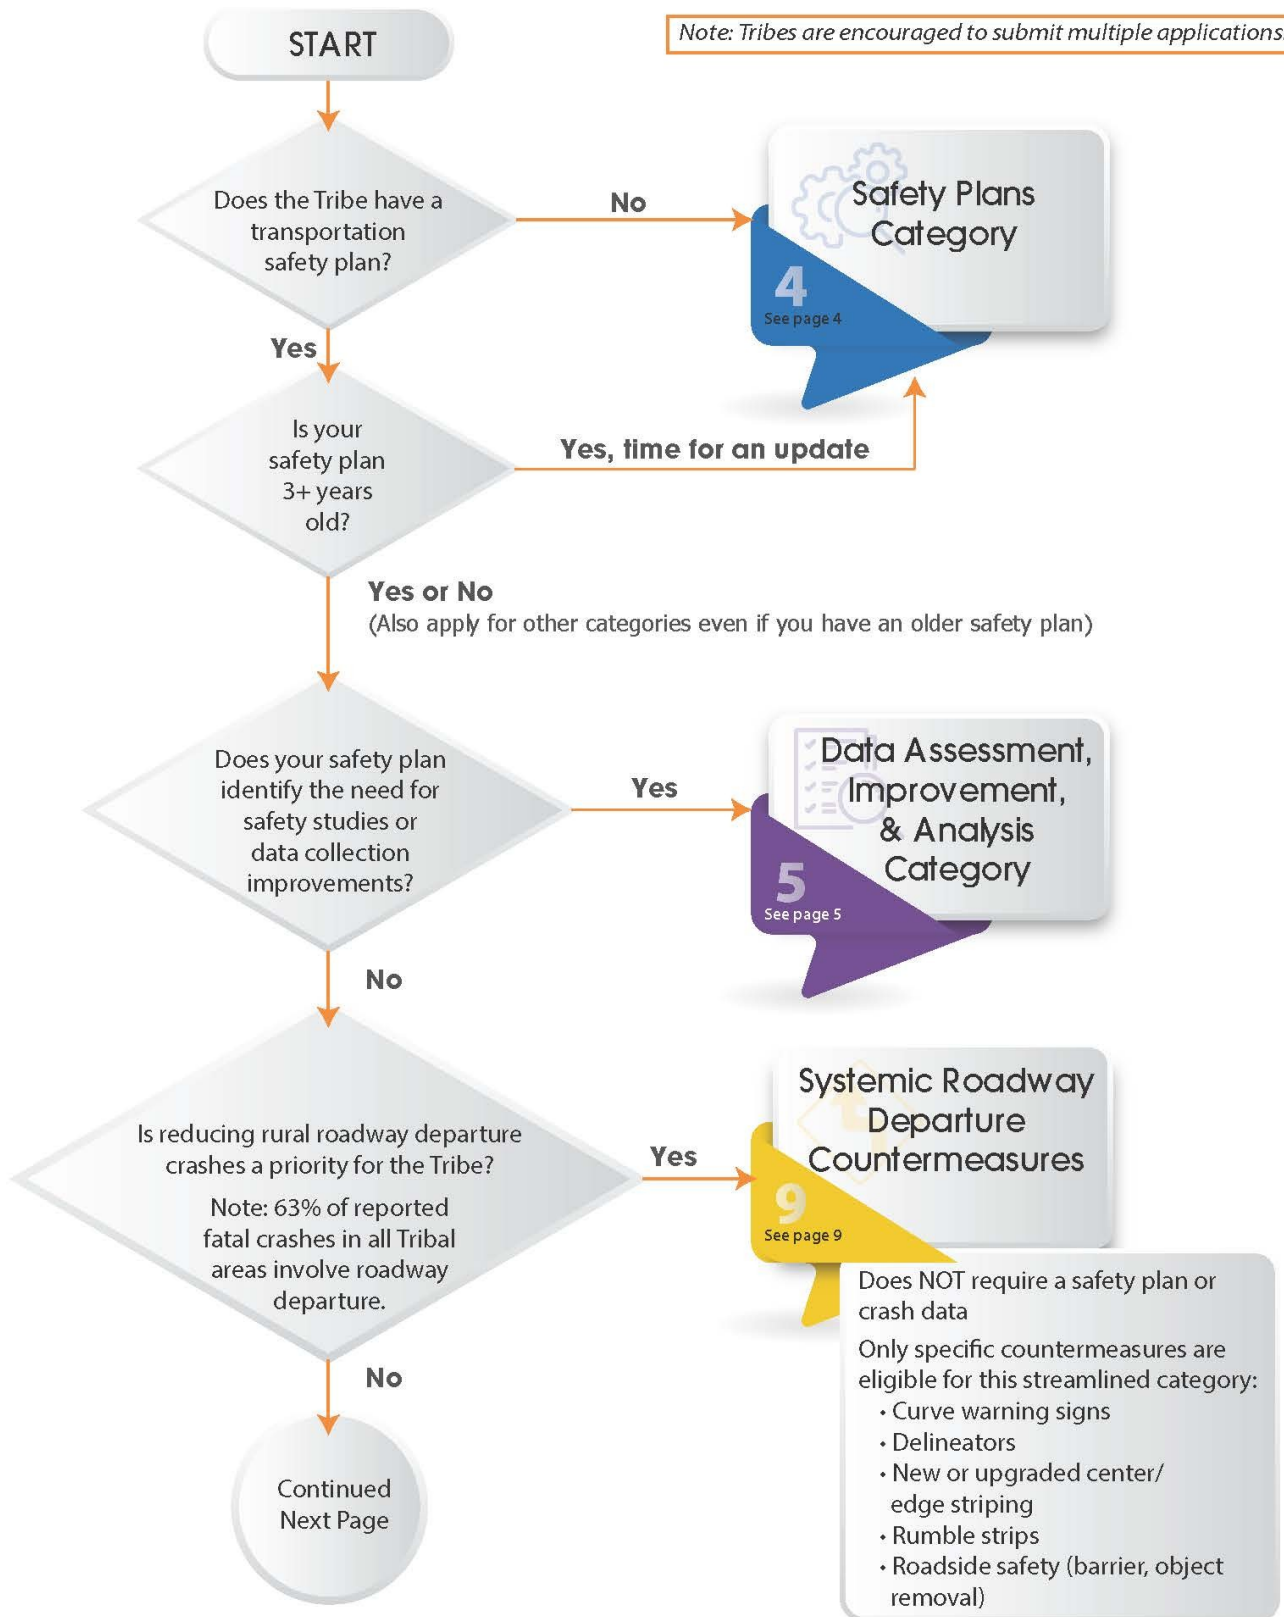 START
Note: Tribes are encouraged to submit multiple applications.
Does the Tribe have a
transportation
safety plan?
No
Safety Plans
Category
4
See page 4
Yes
Is your
safety plan
3+ years
old?
Yes, time for an update
Yes or No
(Also apply for other categories even if you have an older safety plan)
Does your safety plan
identify the need for
safety studies or
data collection
improvements?
Yes
Data Assessment,
Improvement,
& Analysis
Category
5
See page 5
No
Is reducing rural roadway departure
crashes a priority for the Tribe?
Note: 63% of reported
fatal crashes in all Tribal
areas involve roadway
departure.
Yes
Systemic Roadway
Departure
Countermeasures
9
See page 9
Does NOT require a safety plan or
crash data
Only specific countermeasures are
eligible for this streamlined category:
• Curve warning signs
• Delineators
• New or upgraded center/
edge striping
• Rumble strips
• Roadside safety (barrier, object
removal)
No
Continued
Next Page